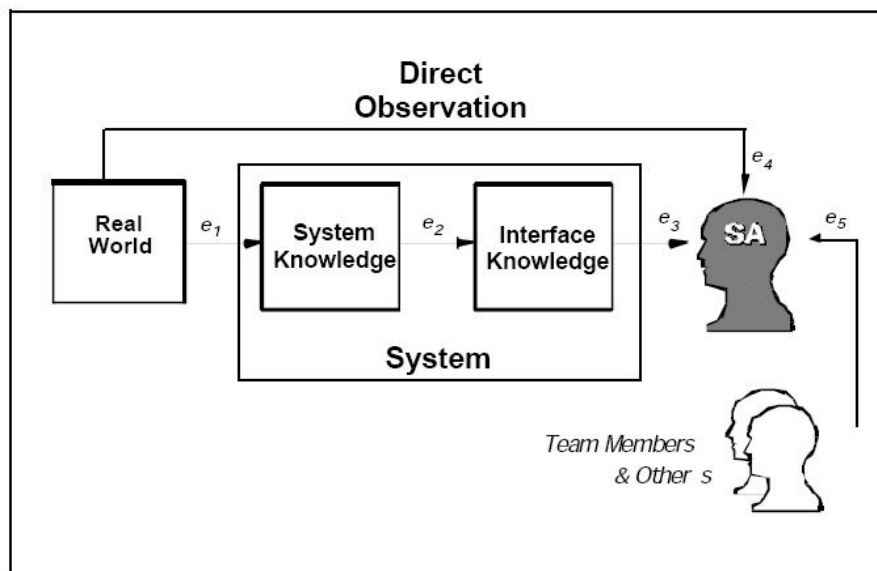 Direct
Observation
e4
Real
World
e1
System
Knowledge
e2
Interface
Knowledge
e3
SA
e5
System
Team Members
& Other s